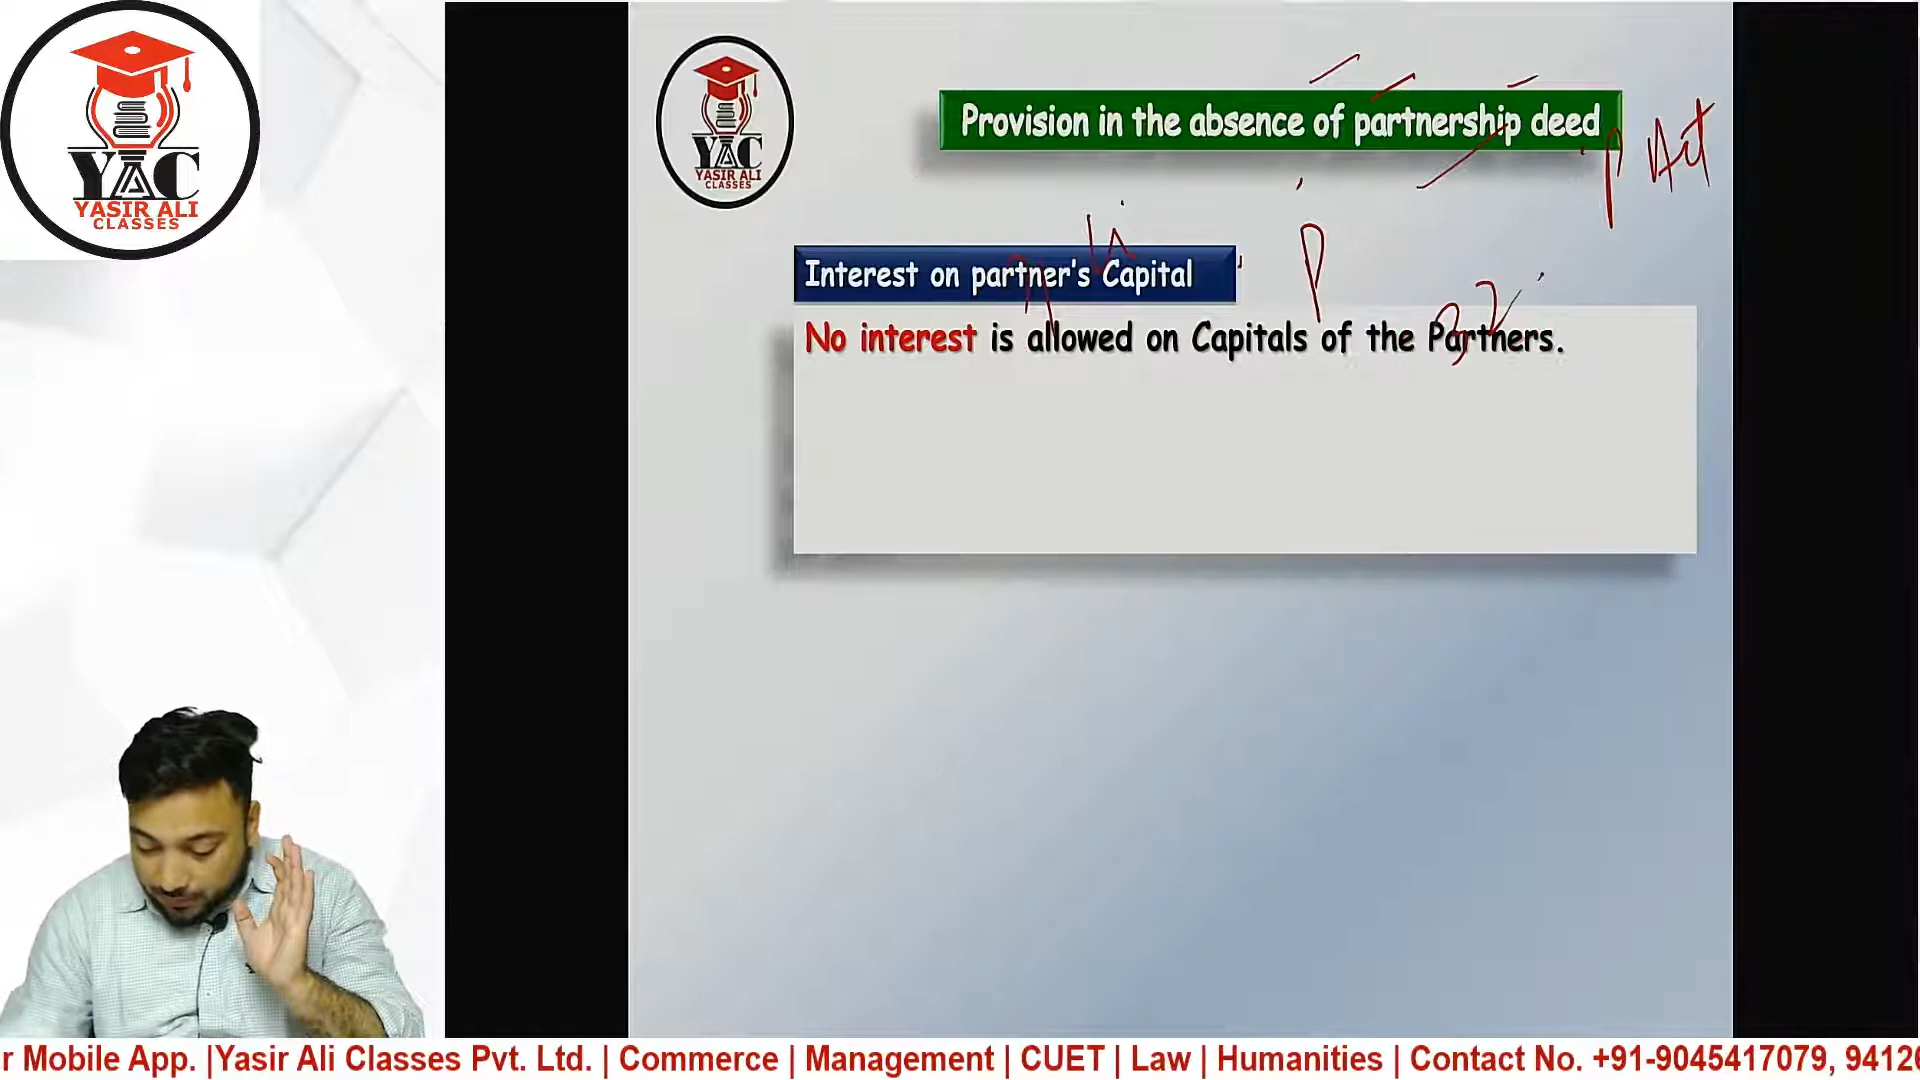 YAC
YASIR ALI
CLASSES
YAC
YASIR ALI
CLASSES
Provision in the absence of partnership deed
P Act
Interest on partner's Capital
P
32
No interest is allowed on Capitals of the Partners.
r Mobile App. |Yasir Ali Classes Pvt. Ltd. | Commerce | Management | CUET | Law | Humanities | Contact No. +91-9045417079, 94126